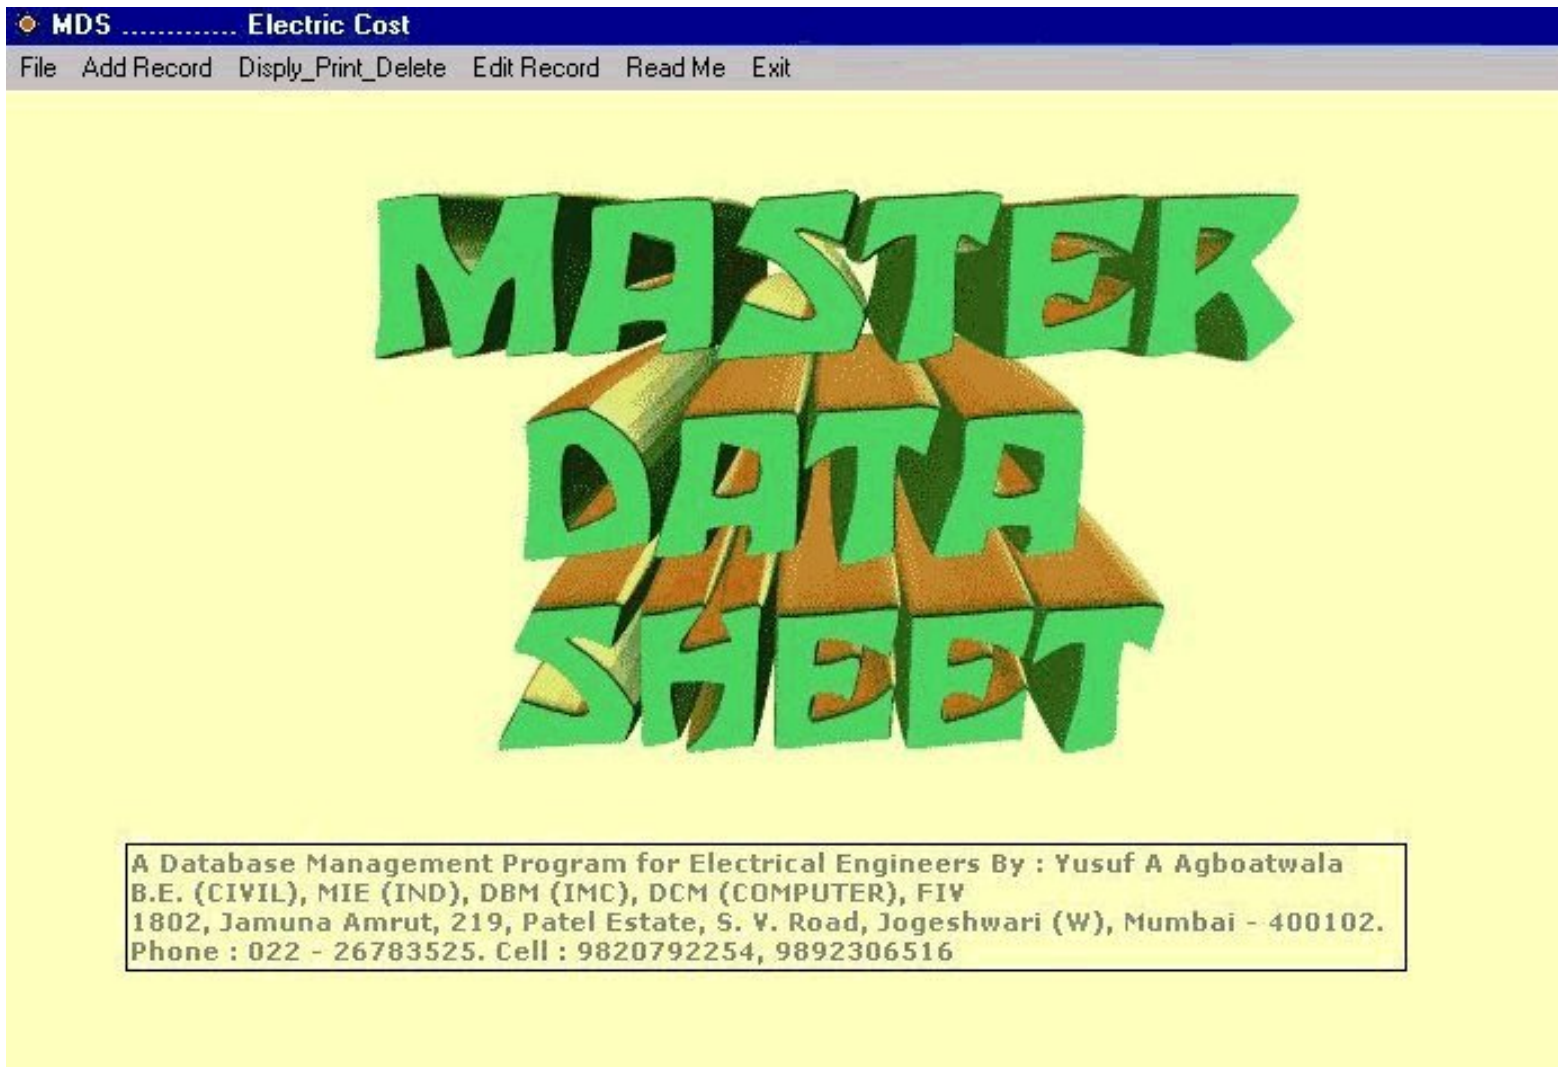 MDS ............. Electric Cost
File Add Record Disply_Print_Delete Edit Record Read Me Exit
MASTER
DATA
SHEET
A Database Management Program for Electrical Engineers By : Yusuf A Agboatwala
B.E. (CIVIL), MIE (IND), DBM (IMC), DCM (COMPUTER), FIV
1802, Jamuna Amrut, 219, Patel Estate, S. V. Road, Jogeshwari (W), Mumbai - 400102.
Phone : 022 - 26783525. Cell : 9820792254, 9892306516